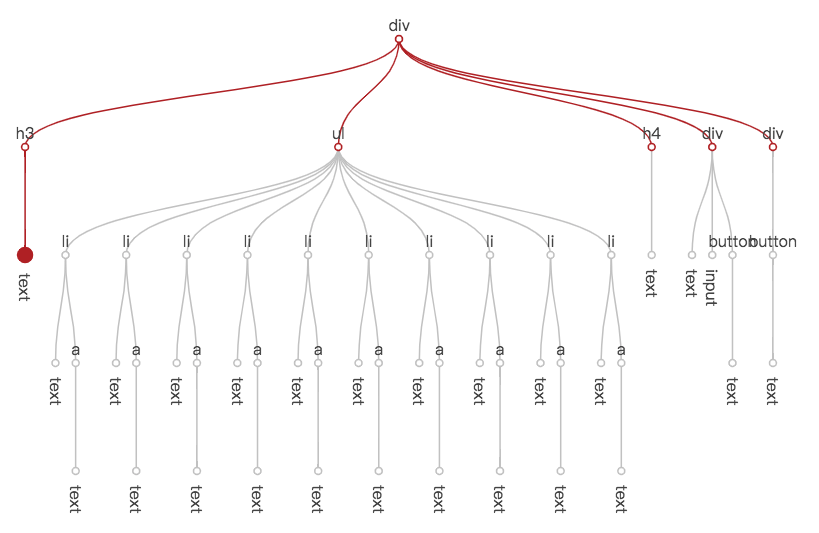 div
h3 ul h4 div div
li li li li li li li li li li button button
text text text input
a a a a a a a a a a
text text text text text text text text text text text text
text text text text text text text text text text